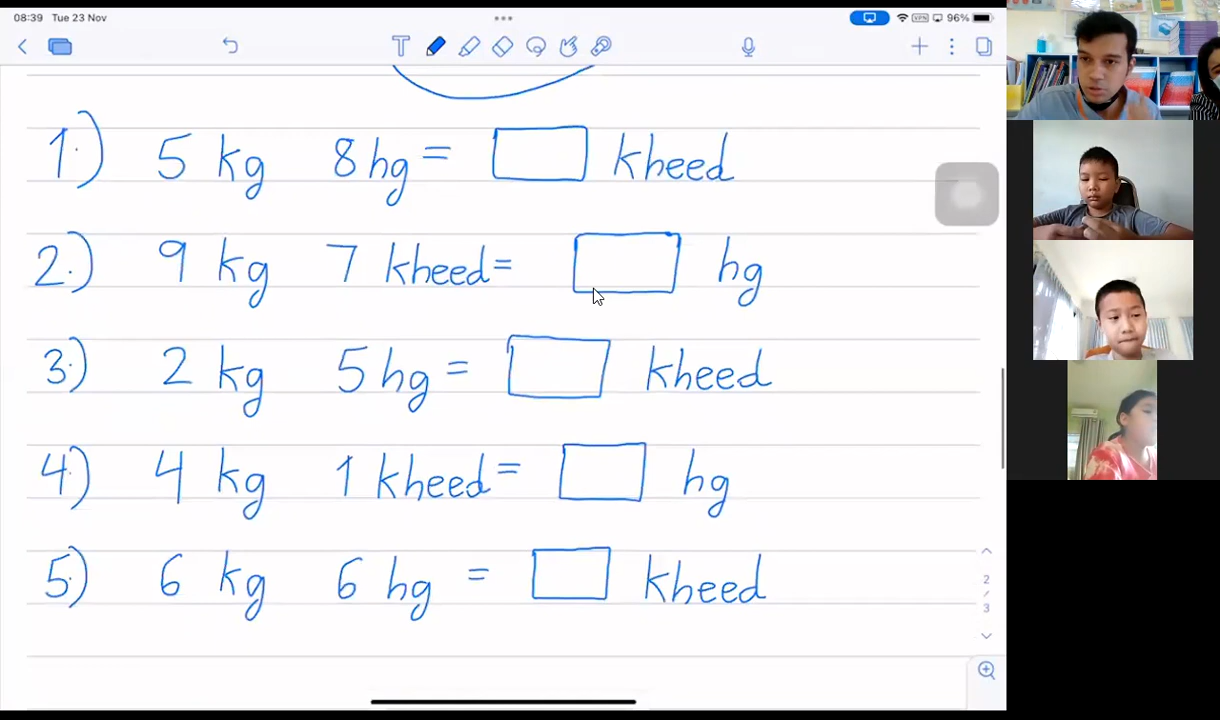 08:39 Tue 23 Nov
VPN 96%
T
1.) 5 kg 8 hg = kheed
2.) 9 kg 7 kheed = hg
3.) 2 kg 5 hg = kheed
4.) 4 kg 1 kheed = hg
5.) 6 kg 6 hg = kheed
2
/
3